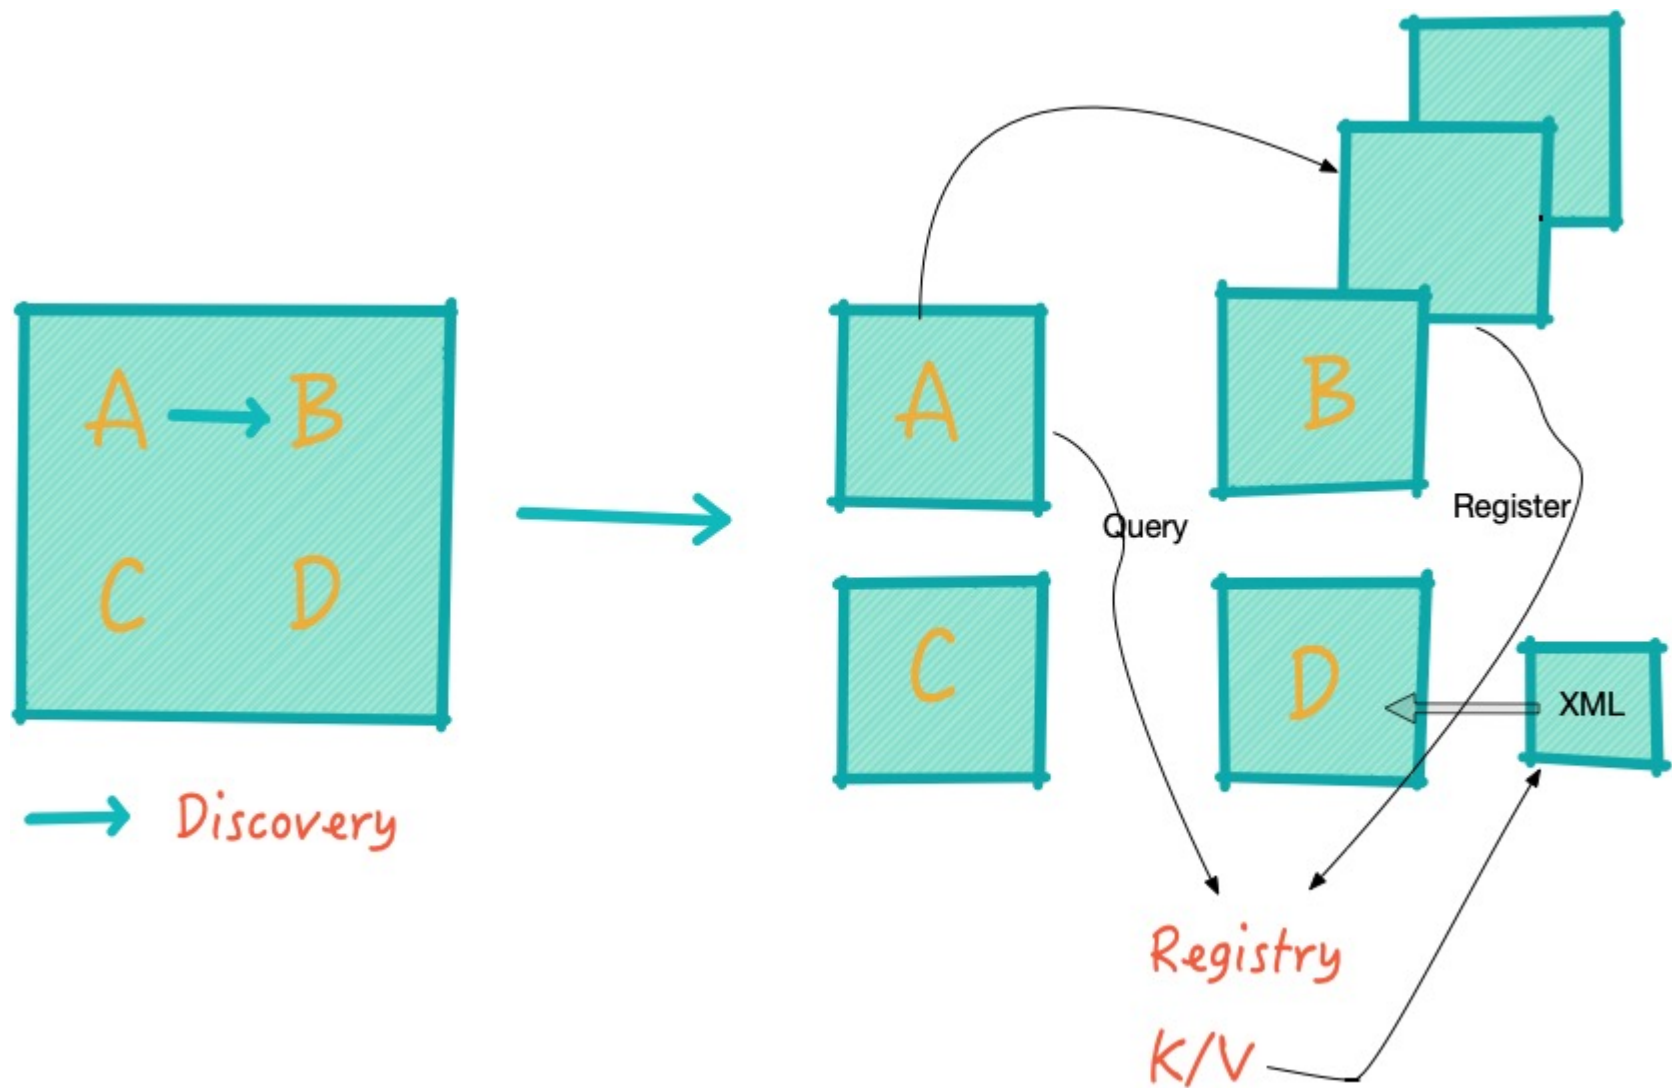 A B
C D
Discovery
A B
Query
Register
C D
XML
Registry
K/V